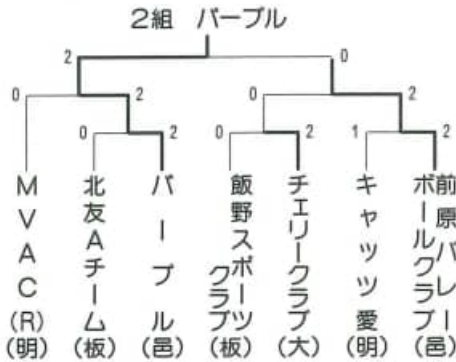 2組 パープル
2 0
0 2 0 2
0 2 0 2 1 2
MVAC(R)(明)
北友Aチーム(板)
パープル(邑)
飯野スポーツ
クラブ(板)
チェリークラブ(大)
キャッツ愛(明)
前原バレー
ボールクラブ(邑)